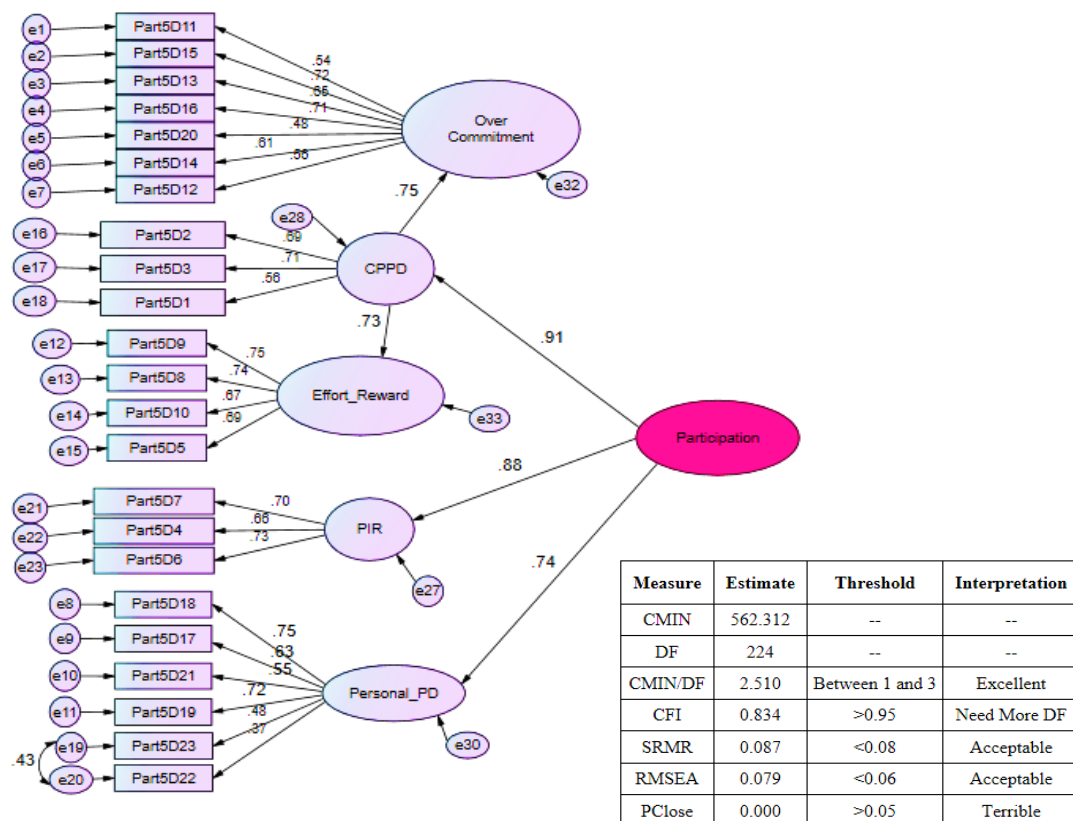 e1 Part5D11
e2 Part5D15
e3 Part5D13
e4 Part5D16
e5 Part5D20
e6 Part5D14
e7 Part5D12
.54
.72
.65
.71
.48
.61
.56
Over
Commitment
e32
.75
e28
e16 Part5D2
e17 Part5D3
e18 Part5D1
.69
.71
.56
CPPD
.73
.91
e12 Part5D9
e13 Part5D8
e14 Part5D10
e15 Part5D5
.75
.74
.67
.69
Effort_Reward
e33
Participation
.88
e21 Part5D7
e22 Part5D4
e23 Part5D6
.70
.66
.73
PIR
e27
.74
e8 Part5D18
e9 Part5D17
e10 Part5D21
e11 Part5D19
e19 Part5D23
e20 Part5D22
.43
.75
.63
.55
.72
.48
.37
Personal_PD
e30
Measure Estimate Threshold Interpretation
CMIN 562.312 -- --
DF 224 -- --
CMIN/DF 2.510 Between 1 and 3 Excellent
CFI 0.834 >0.95 Need More DF
SRMR 0.087 <0.08 Acceptable
RMSEA 0.079 <0.06 Acceptable
PClose 0.000 >0.05 Terrible